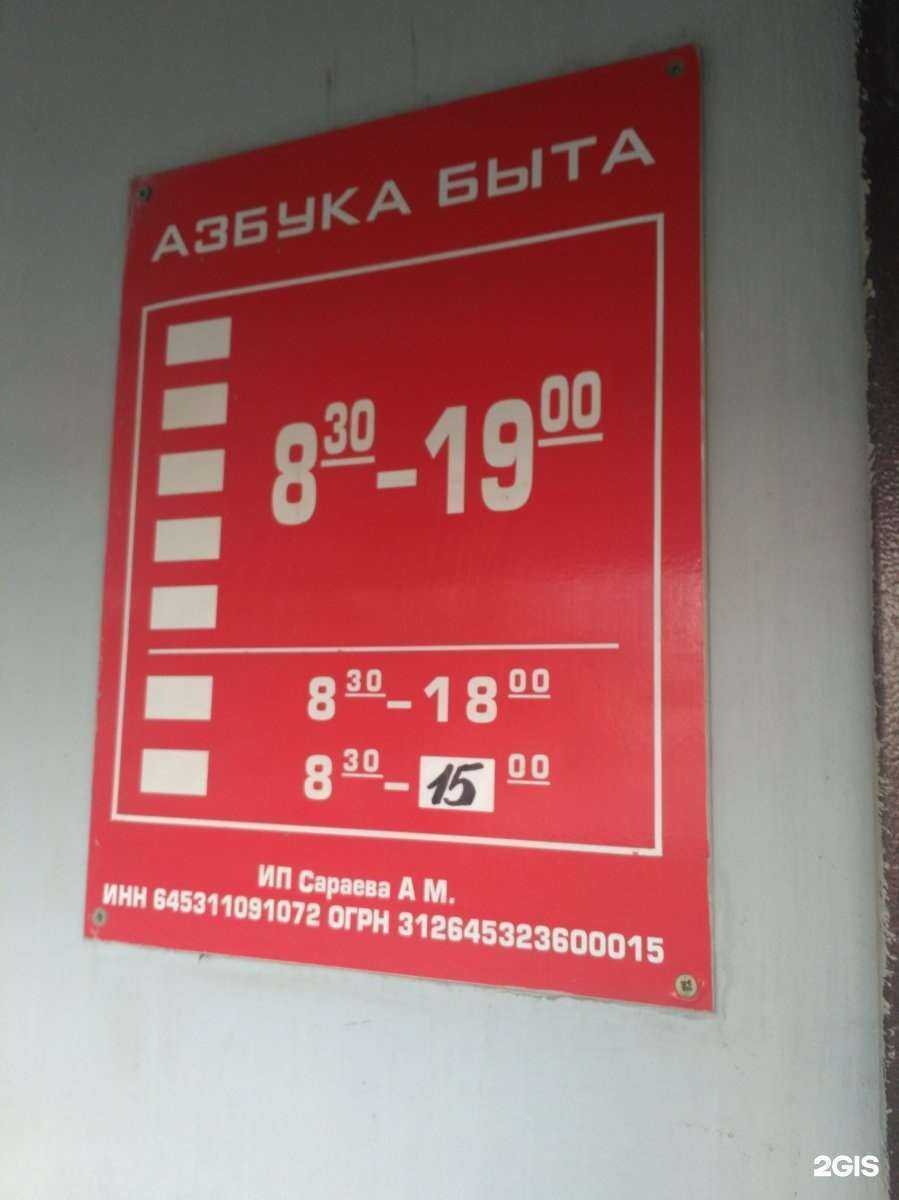 АЗБУКА БЫТА
8 30 - 19 00
8 30 - 18 00
8 30 - 15 00
ИП Сараева А М.
ИНН 645311091072 ОГРН 312645323600015
2GIS